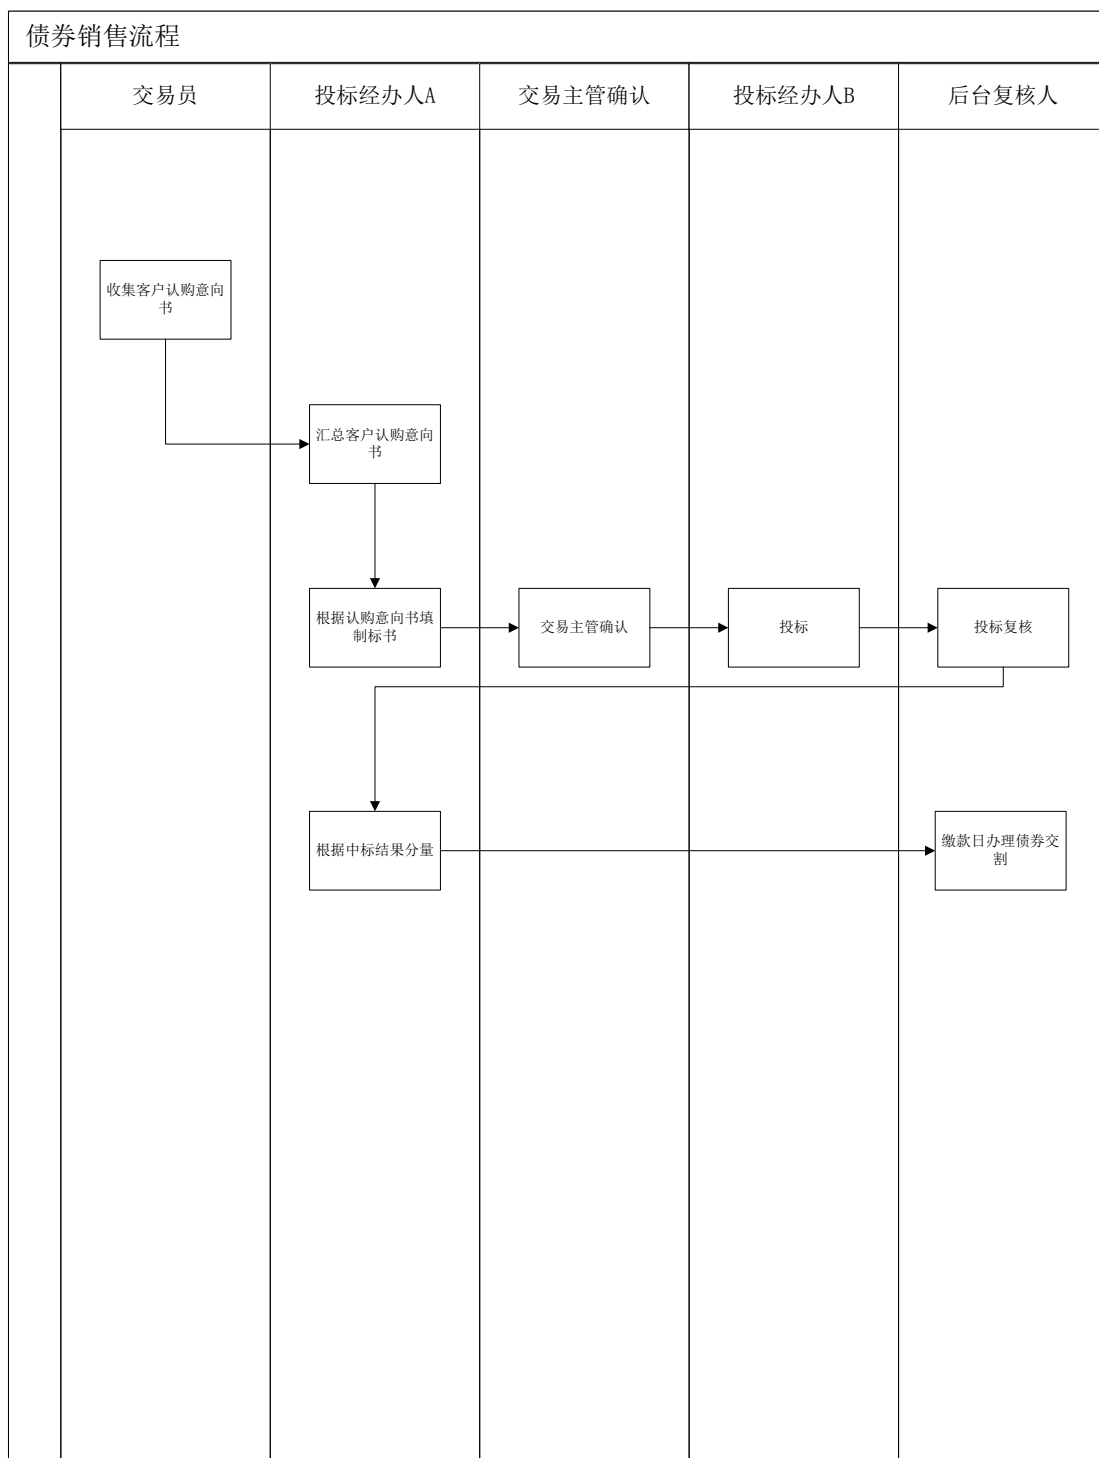 债券销售流程
交易员
投标经办人A
交易主管确认
投标经办人B
后台复核人
收集客户认购意向
书
汇总客户认购意向
书
根据认购意向书填
制标书
交易主管确认
投标
投标复核
根据中标结果分量
缴款日办理债券交
割